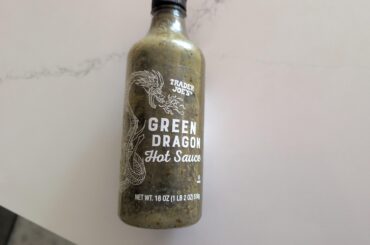 TRADER
JOE'S
GREEN
DRAGON
Hot Sauce
NET. WT. 18 OZ (1 LB 2 OZ)